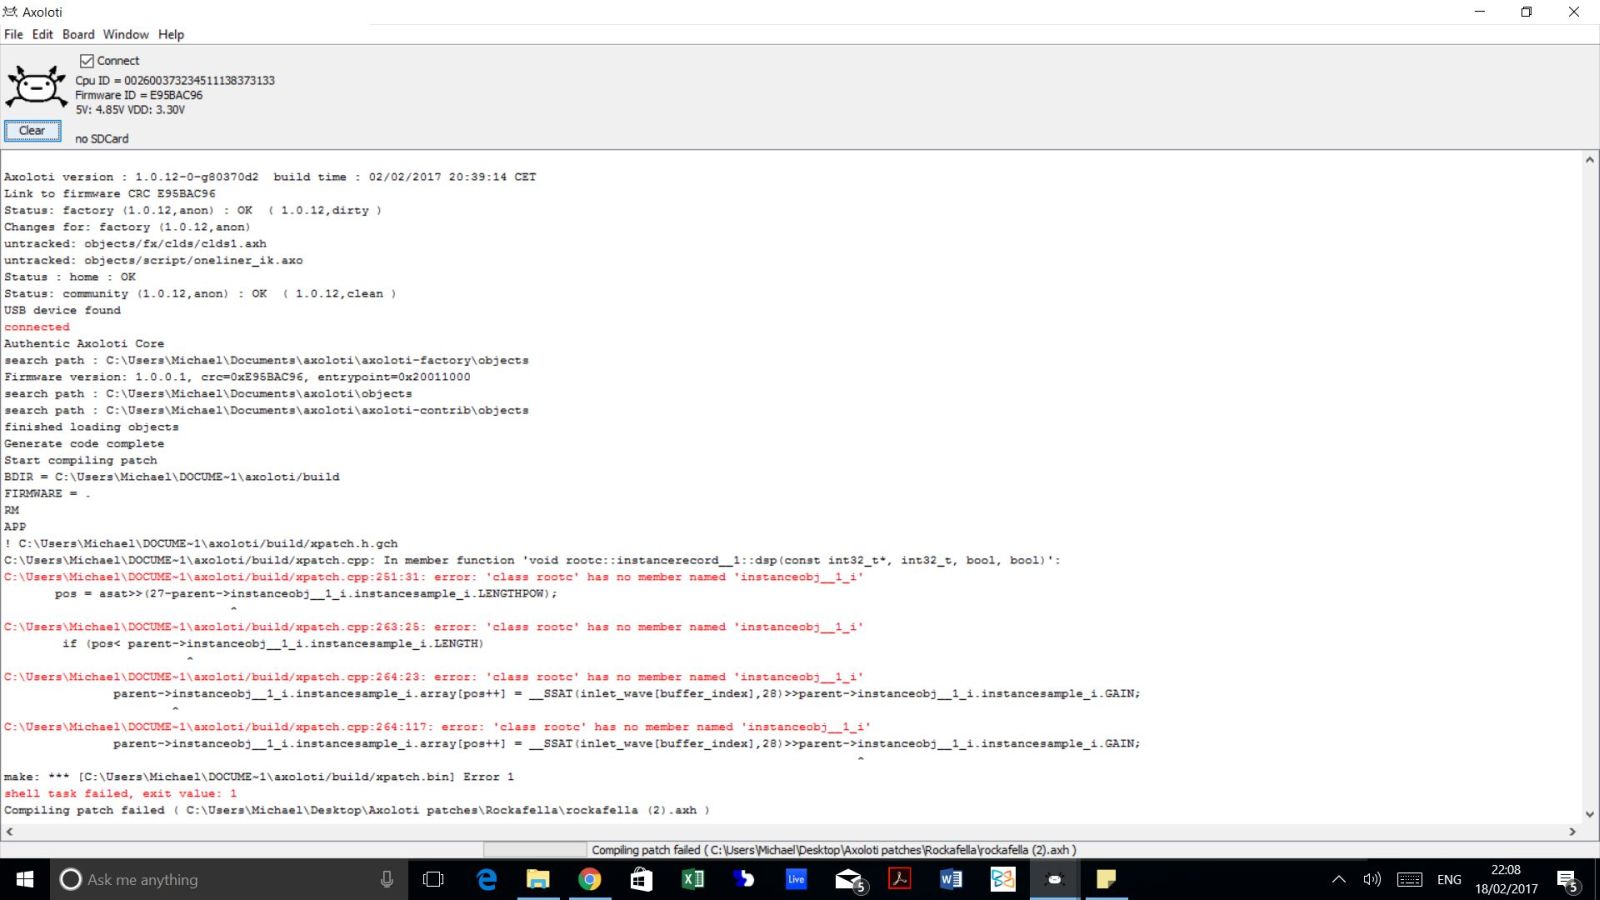 Axoloti
File Edit Board Window Help
Connect
Cpu ID = 002600373234511138373133
Firmware ID = E95BAC96
5V: 4.85V VDD: 3.30V
Clear
no SDCard
Axoloti version : 1.0.12-0-g80370d2  build time : 02/02/2017 20:39:14 CET
Link to firmware CRC E95BAC96
Status: factory (1.0.12,anon) : OK  ( 1.0.12,dirty )
Changes for: factory (1.0.12,anon)
untracked: objects/fx/clds/clds1.axh
untracked: objects/script/oneliner_ik.axo
Status : home : OK
Status: community (1.0.12,anon) : OK  ( 1.0.12,clean )
USB device found
connected
Authentic Axoloti Core
search path : C:\Users\Michael\Documents\axoloti\axoloti-factory\objects
Firmware version: 1.0.0.1, crc=0xE95BAC96, entrypoint=0x20011000
search path : C:\Users\Michael\Documents\axoloti\objects
search path : C:\Users\Michael\Documents\axoloti\axoloti-contrib\objects
finished loading objects
Generate code complete
Start compiling patch
BDIR = C:\Users\Michael\DOCUME~1\axoloti/build
FIRMWARE = .
RM
APP
! C:\Users\Michael\DOCUME~1\axoloti/build/xpatch.h.gch
C:\Users\Michael\DOCUME~1\axoloti/build/xpatch.cpp: In member function 'void rootc::instancerecord__1::dsp(const int32_t*, int32_t, bool, bool)':
C:\Users\Michael\DOCUME~1\axoloti/build/xpatch.cpp:251:31: error: 'class rootc' has no member named 'instanceobj__1_i'
pos = asat>>(27-parent->instanceobj__1_i.instancesample_i.LENGTHPOW);
^
C:\Users\Michael\DOCUME~1\axoloti/build/xpatch.cpp:263:25: error: 'class rootc' has no member named 'instanceobj__1_i'
if (pos< parent->instanceobj__1_i.instancesample_i.LENGTH)
^
C:\Users\Michael\DOCUME~1\axoloti/build/xpatch.cpp:264:23: error: 'class rootc' has no member named 'instanceobj__1_i'
parent->instanceobj__1_i.instancesample_i.array[pos++] = __SSAT(inlet_wave[buffer_index],28)>>parent->instanceobj__1_i.instancesample_i.GAIN;
^
C:\Users\Michael\DOCUME~1\axoloti/build/xpatch.cpp:264:117: error: 'class rootc' has no member named 'instanceobj__1_i'
parent->instanceobj__1_i.instancesample_i.array[pos++] = __SSAT(inlet_wave[buffer_index],28)>>parent->instanceobj__1_i.instancesample_i.GAIN;
^
make: *** [C:\Users\Michael\DOCUME~1\axoloti/build/xpatch.bin] Error 1
shell task failed, exit value: 1
Compiling patch failed ( C:\Users\Michael\Desktop\Axoloti patches\Rockafella\rockafella (2).axh )
Compiling patch failed ( C:\Users\Michael\Desktop\Axoloti patches\Rockafella\rockafella (2).axh )
Ask me anything
Live
5
ENG
22:08
18/02/2017
5